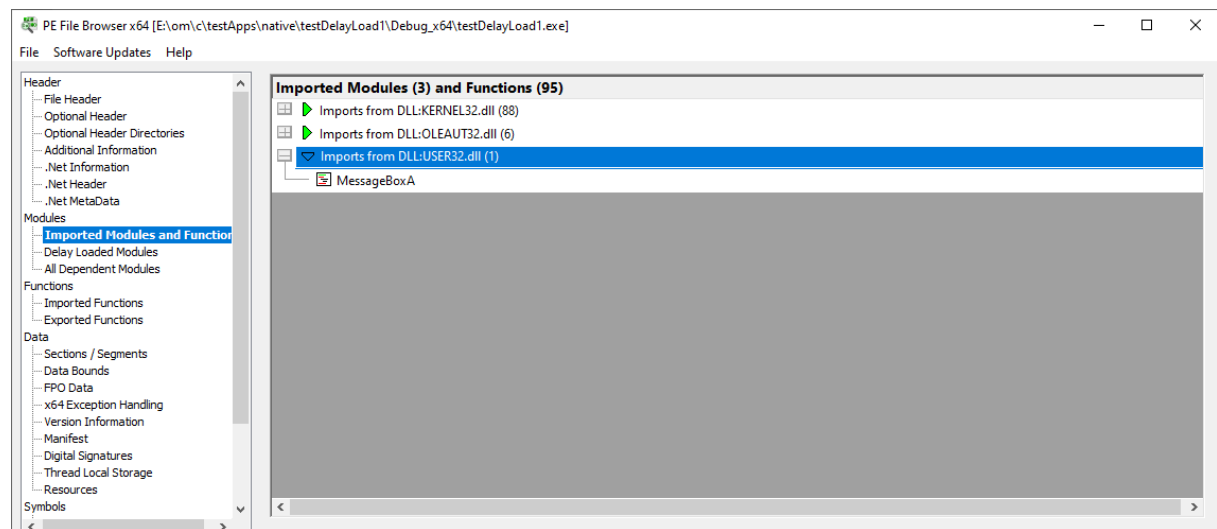 PE File Browser x64 [E:\om\c\testApps\native\testDelayLoad1\Debug_x64\testDelayLoad1.exe]
File Software Updates Help
Header
File Header
Optional Header
Optional Header Directories
Additional Information
.Net Information
.Net Header
.Net MetaData
Modules
Imported Modules and Function
Delay Loaded Modules
All Dependent Modules
Functions
Imported Functions
Exported Functions
Data
Sections / Segments
Data Bounds
FPO Data
x64 Exception Handling
Version Information
Manifest
Digital Signatures
Thread Local Storage
Resources
Symbols
Imported Modules (3) and Functions (95)
Imports from DLL:KERNEL32.dll (88)
Imports from DLL:OLEAUT32.dll (6)
Imports from DLL:USER32.dll (1)
MessageBoxA